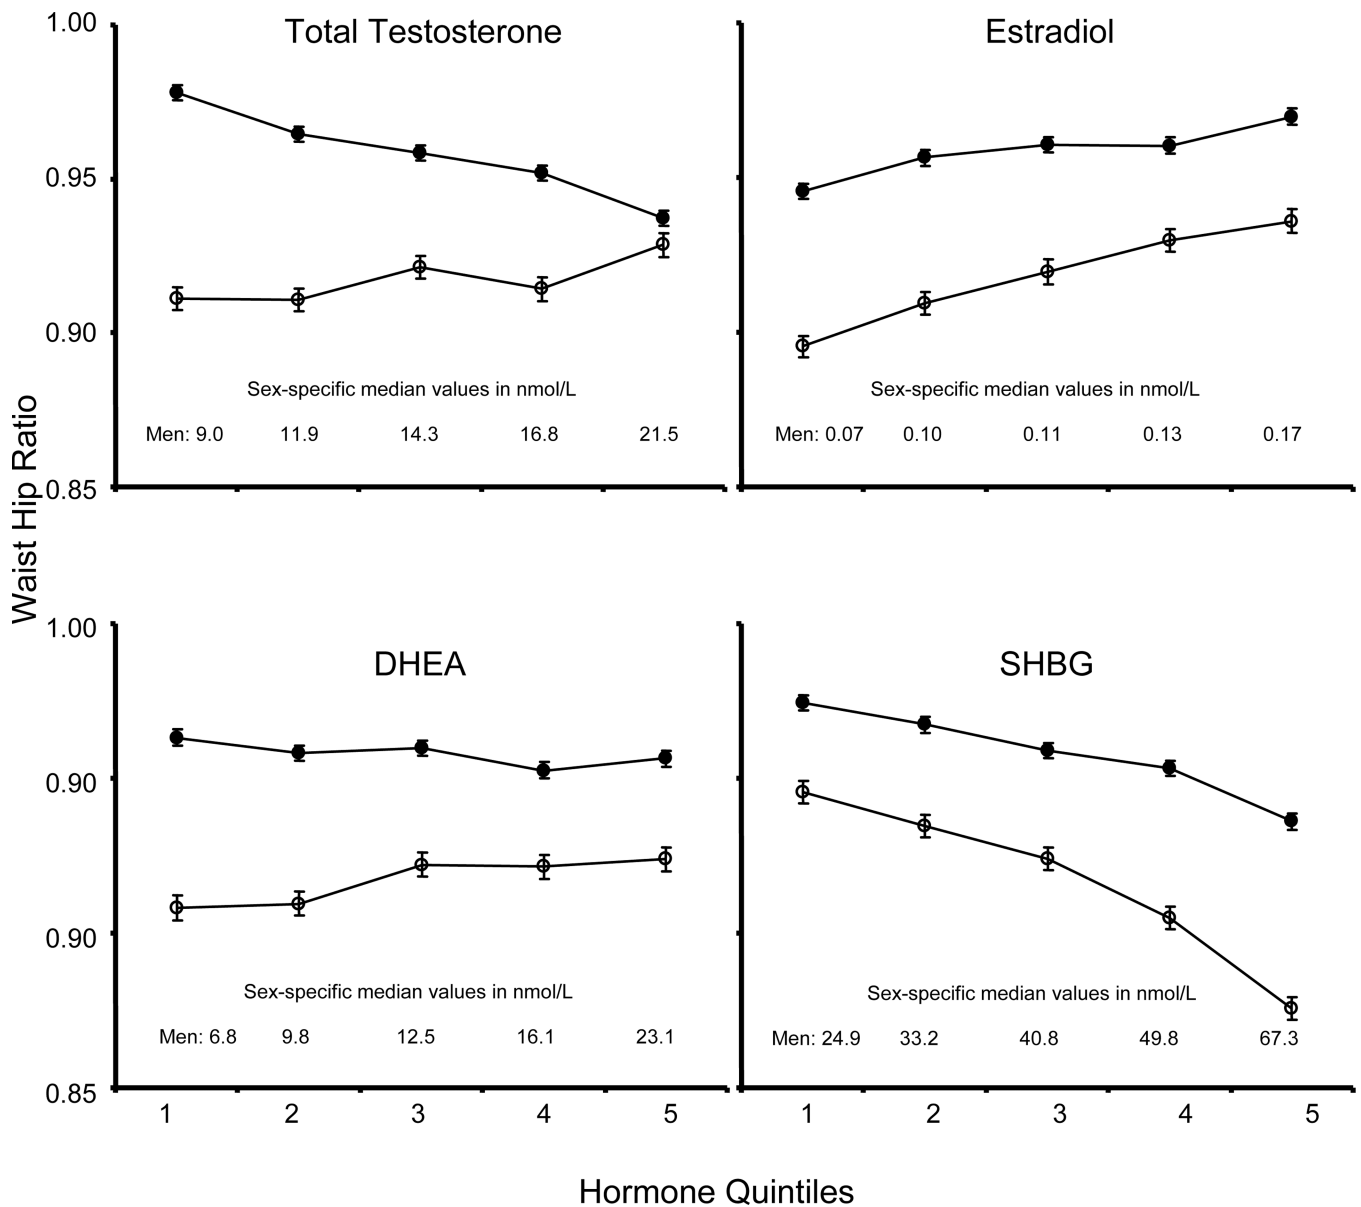 1.00
Total Testosterone
Estradiol
0.95
0.90
Sex-specific median values in nmol/L
Sex-specific median values in nmol/L
Men: 9.0 11.9 14.3 16.8 21.5
Men: 0.07 0.10 0.11 0.13 0.17
0.85
Waist Hip Ratio
1.00
DHEA
SHBG
0.90
0.90
Sex-specific median values in nmol/L
Sex-specific median values in nmol/L
Men: 6.8 9.8 12.5 16.1 23.1
Men: 24.9 33.2 40.8 49.8 67.3
0.85
1 2 3 4 5
1 2 3 4 5
Hormone Quintiles